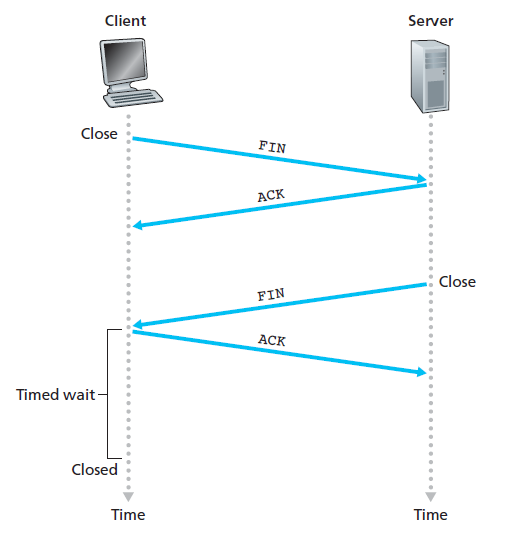 Client
Server
Close
FIN
ACK
Close
FIN
ACK
Timed wait
Closed
Time
Time